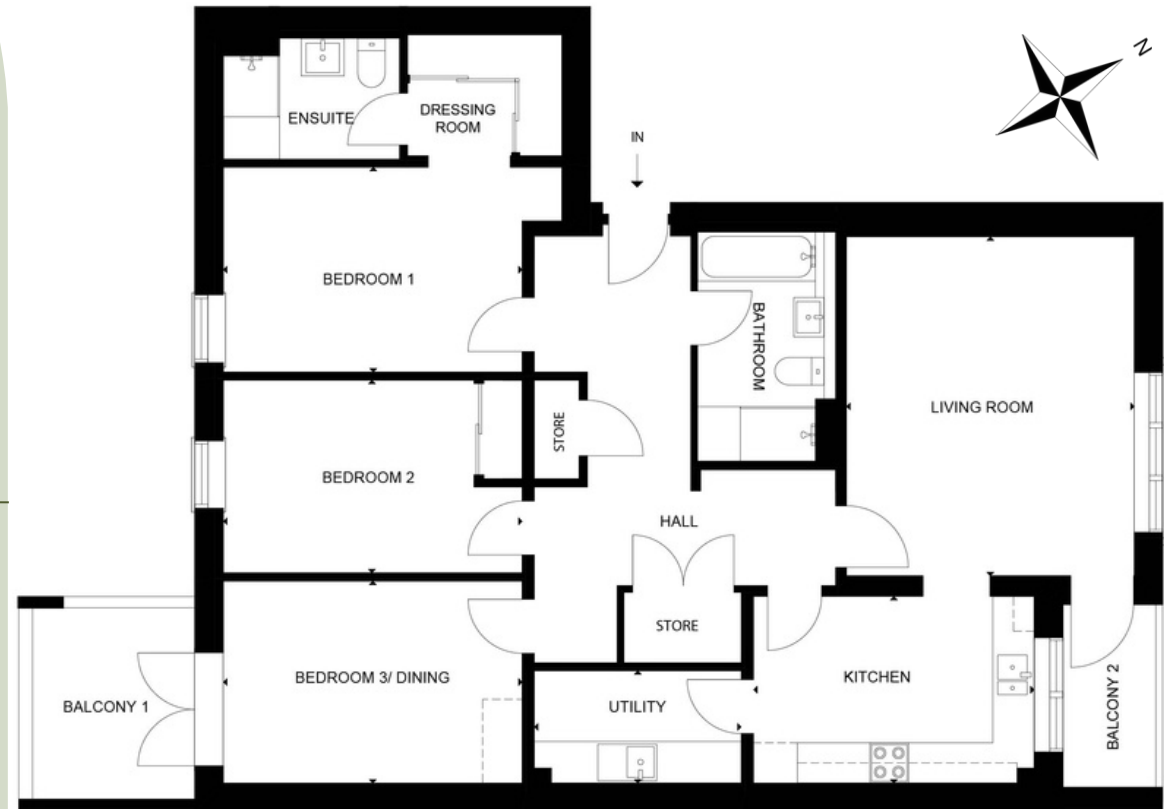 N
ENSUITE
DRESSING
ROOM
IN
BEDROOM 1
BATHROOM
LIVING ROOM
STORE
BEDROOM 2
HALL
STORE
BEDROOM 3/ DINING
KITCHEN
BALCONY 1
UTILITY
BALCONY 2